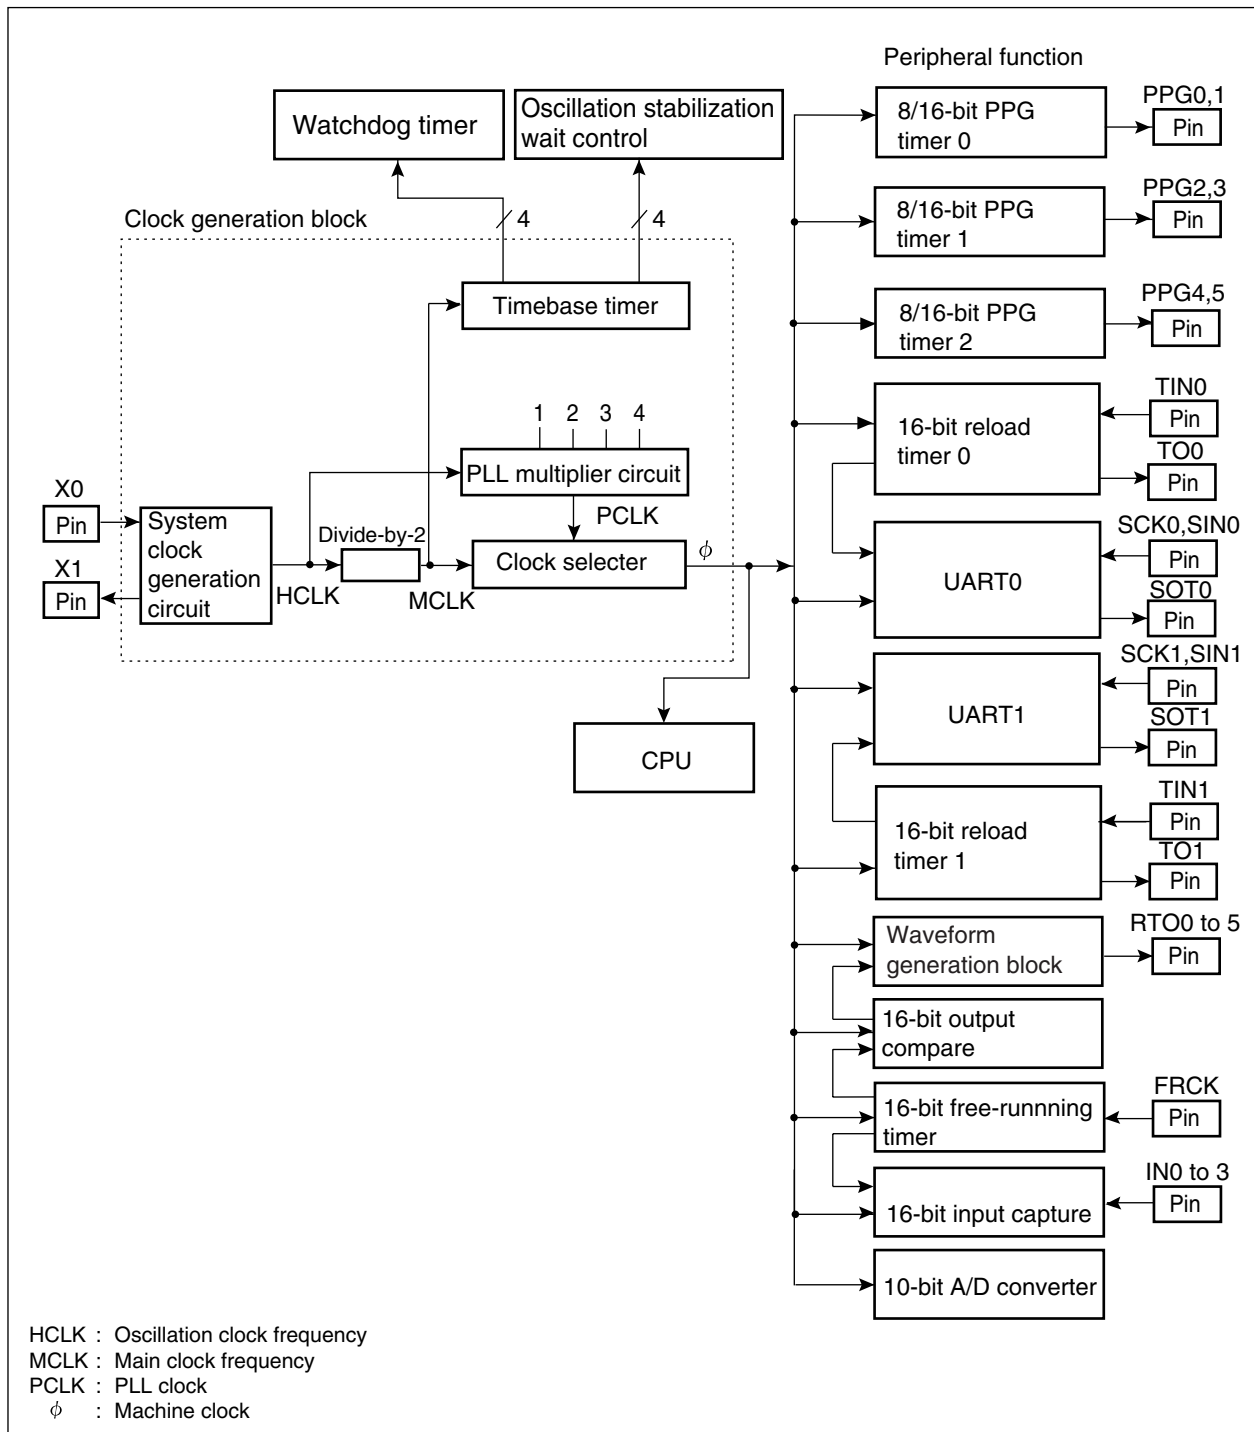 Peripheral function
Watchdog timer
Oscillation stabilization
wait control
4
4
Clock generation block
Timebase timer
1 2 3 4
PLL multiplier circuit
PCLK
X0
Pin
X1
Pin
System
clock
generation
circuit
HCLK
Divide-by-2
MCLK
Clock selecter
ϕ
CPU
8/16-bit PPG
timer 0
PPG0,1
Pin
8/16-bit PPG
timer 1
PPG2,3
Pin
8/16-bit PPG
timer 2
PPG4,5
Pin
16-bit reload
timer 0
TIN0
Pin
TO0
Pin
UART0
SCK0,SIN0
Pin
SOT0
Pin
UART1
SCK1,SIN1
Pin
SOT1
Pin
16-bit reload
timer 1
TIN1
Pin
TO1
Pin
Waveform
generation block
RTO0 to 5
Pin
16-bit output
compare
16-bit free-runnning
timer
FRCK
Pin
16-bit input capture
IN0 to 3
Pin
10-bit A/D converter
HCLK : Oscillation clock frequency
MCLK : Main clock frequency
PCLK : PLL clock
ϕ : Machine clock